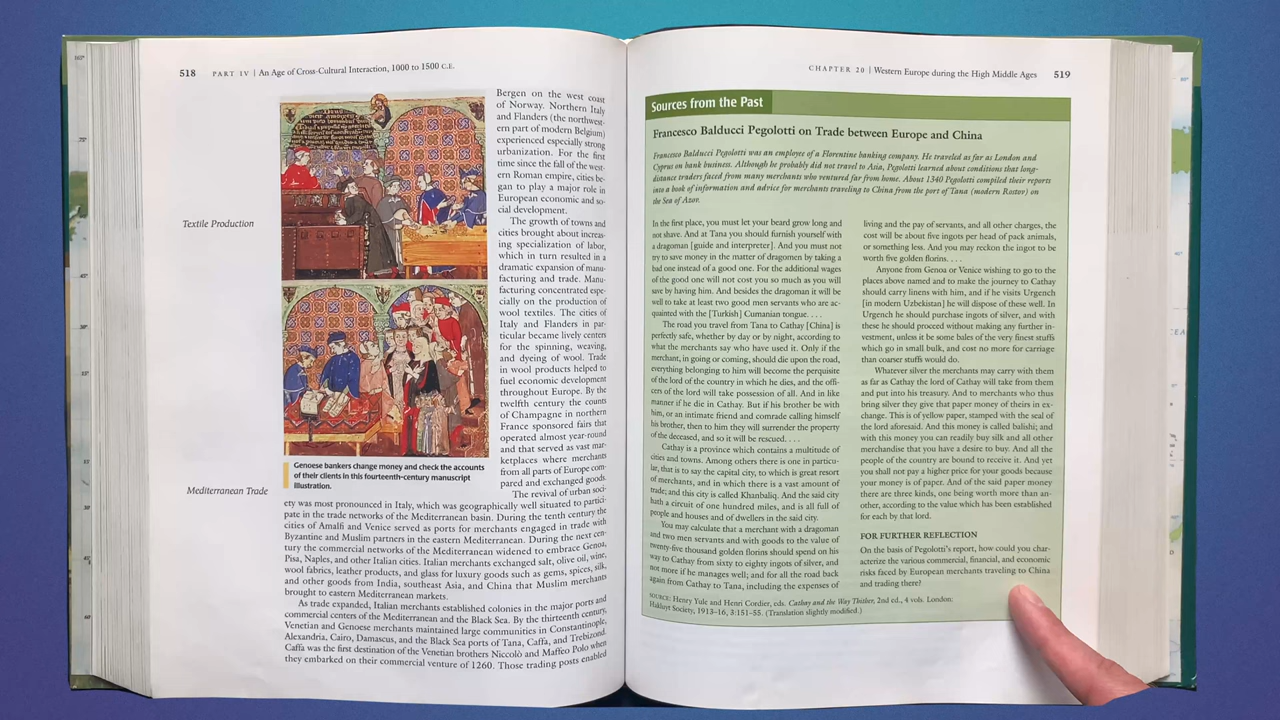 518 PART IV | An Age of Cross-Cultural Interaction, 1000 to 1500 C.E.
Textile Production
Mediterranean Trade
Bergen on the west coast
of Norway. Northern Italy
and Flanders (the northwest-
ern part of modern Belgium)
experienced especially strong
urbanization. For the first
time since the fall of the west-
ern Roman empire, cities be-
gan to play a major role in
European economic and so-
cial development.
The growth of towns and
cities brought about increas-
ing specialization of labor,
which in turn resulted in a
dramatic expansion of manu-
facturing and trade. Manu-
facturing concentrated espe-
cially on the production of
wool textiles. The cities of
Italy and Flanders in par-
ticular became lively centers
for the spinning, weaving,
and dyeing of wool. Trade
in wool products helped to
fuel economic development
throughout Europe. By the
twelfth century the counts
of Champagne in northern
France sponsored fairs that
operated almost year-round
and that served as vast mar-
ketplaces where merchants
from all parts of Europe com-
pared and exchanged goods.
The revival of urban soci-
Genoese bankers change money and check the accounts
of their clients in this fourteenth-century manuscript
illustration.
ety was most pronounced in Italy, which was geographically well situated to partici-
pate in the trade networks of the Mediterranean basin. During the tenth century the
cities of Amalfi and Venice served as ports for merchants engaged in trade with
Byzantine and Muslim partners in the eastern Mediterranean. During the next cen-
tury the commercial networks of the Mediterranean widened to embrace Genoa,
Pisa, Naples, and other Italian cities. Italian merchants exchanged salt, olive oil, wine,
wool fabrics, leather products, and glass for luxury goods such as gems, spices, silk,
and other goods from India, southeast Asia, and China that Muslim merchants
brought to eastern Mediterranean markets.
As trade expanded, Italian merchants established colonies in the major ports and
commercial centers of the Mediterranean and the Black Sea. By the thirteenth century,
Venetian and Genoese merchants maintained large communities in Constantinople,
Alexandria, Cairo, Damascus, and the Black Sea ports of Tana, Caffa, and Trebizond.
Caffa was the first destination of the Venetian brothers Niccolò and Maffeo Polo when
they embarked on their commercial venture of 1260. Those trading posts enabled
CHAPTER 20 | Western Europe during the High Middle Ages 519
Sources from the Past
Francesco Balducci Pegolotti on Trade between Europe and China
Francesco Balducci Pegolotti was an employee of a Florentine banking company. He traveled as far as London and
Cyprus on bank business. Although he probably did not travel to Asia, Pegolotti learned about conditions that long-
distance traders faced from many merchants who ventured far from home. About 1340 Pegolotti compiled their reports
into a book of information and advice for merchants traveling to China from the port of Tana (modern Rostov) on
the Sea of Azov.
In the first place, you must let your beard grow long and
not shave. And at Tana you should furnish yourself with
a dragoman [guide and interpreter]. And you must not
try to save money in the matter of dragomen by taking a
bad one instead of a good one. For the additional wages
of the good one will not cost you so much as you will
save by having him. And besides the dragoman it will be
well to take at least two good men servants who are ac-
quainted with the [Turkish] Cumanian tongue. . . .
The road you travel from Tana to Cathay [China] is
perfectly safe, whether by day or by night, according to
what the merchants say who have used it. Only if the
merchant, in going or coming, should die upon the road,
everything belonging to him will become the perquisite
of the lord of the country in which he dies, and the offi-
cers of the lord will take possession of all. And in like
manner if he die in Cathay. But if his brother be with
him, or an intimate friend and comrade calling himself
his brother, then to him they will surrender the property
of the deceased, and so it will be rescued. . . .
Cathay is a province which contains a multitude of
cities and towns. Among others there is one in particu-
lar, that is to say the capital city, to which is great resort
of merchants, and in which there is a vast amount of
trade; and this city is called Khanbaliq. And the said city
hath a circuit of one hundred miles, and is all full of
people and houses and of dwellers in the said city.
You may calculate that a merchant with a dragoman
and two men servants and with goods to the value of
twenty-five thousand golden florins should spend on his
way to Cathay from sixty to eighty ingots of silver, and
not more if he manages well; and for all the road back
again from Cathay to Tana, including the expenses of
living and the pay of servants, and all other charges, the
cost will be about five ingots per head of pack animals,
or something less. And you may reckon the ingot to be
worth five golden florins. . . .
Anyone from Genoa or Venice wishing to go to the
places above named and to make the journey to Cathay
should carry linens with him, and if he visits Urgench
[in modern Uzbekistan] he will dispose of these well. In
Urgench he should purchase ingots of silver, and with
these he should proceed without making any further in-
vestment, unless it be some bales of the very finest stuffs
which go in small bulk, and cost no more for carriage
than coarser stuffs would do.
Whatever silver the merchants may carry with them
as far as Cathay the lord of Cathay will take from them
and put into his treasury. And to merchants who thus
bring silver they give that paper money of theirs in ex-
change. This is of yellow paper, stamped with the seal of
the lord aforesaid. And this money is called balishi; and
with this money you can readily buy silk and all other
merchandise that you have a desire to buy. And all the
people of the country are bound to receive it. And yet
you shall not pay a higher price for your goods because
your money is of paper. And of the said paper money
there are three kinds, one being worth more than an-
other, according to the value which has been established
for each by that lord.
FOR FURTHER REFLECTION
On the basis of Pegolotti's report, how could you char-
acterize the various commercial, financial, and economic
risks faced by European merchants traveling to China
and trading there?
SOURCE: Henry Yule and Henri Cordier, eds. Cathay and the Way Thither, 2nd ed., 4 vols. London:
Hakluyt Society, 1913–16, 3:151–55. (Translation slightly modified.)